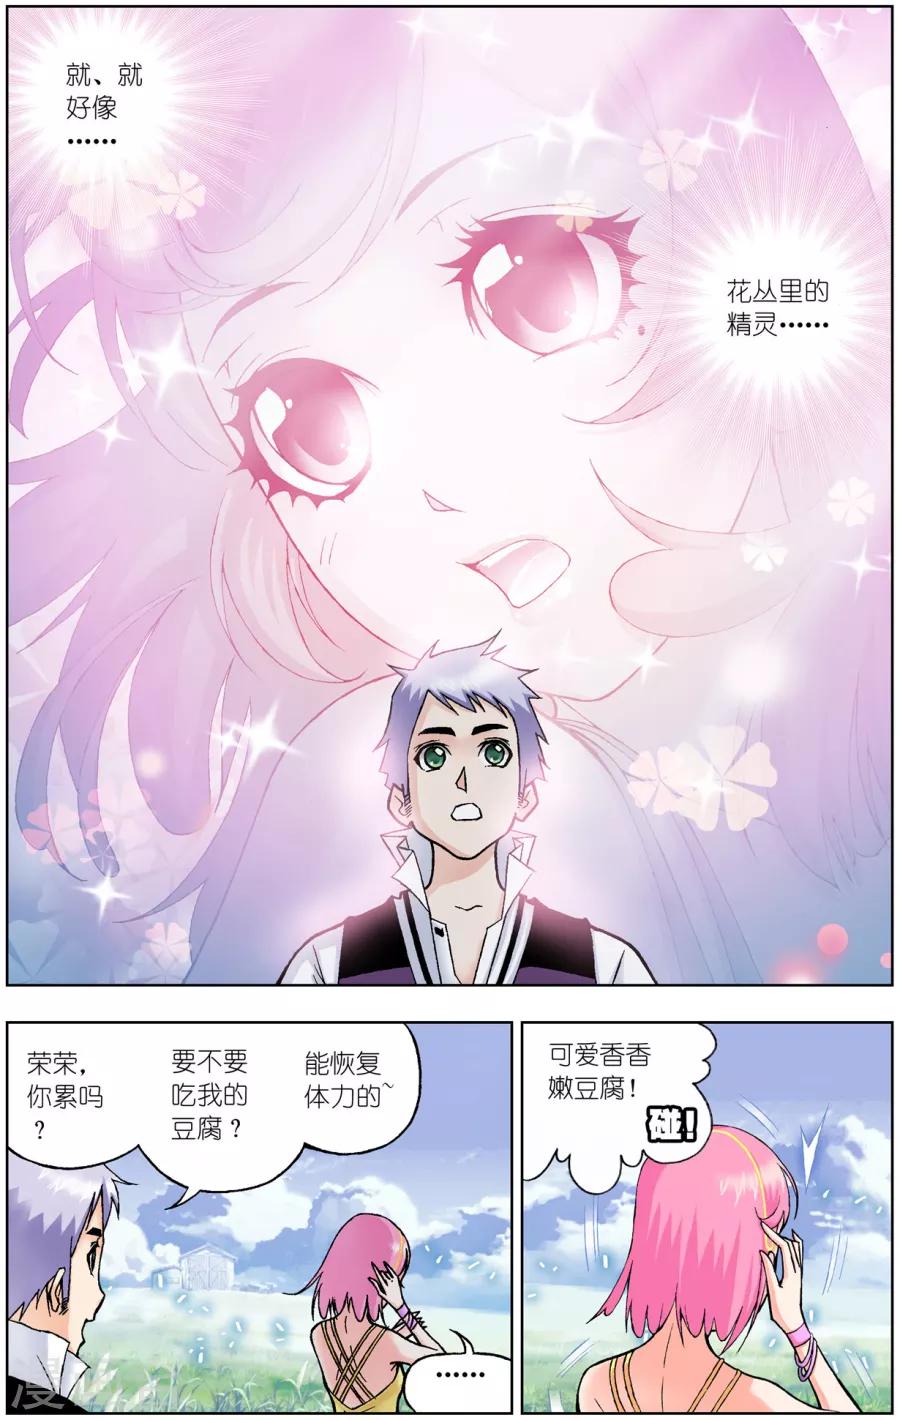 就、就
好像
……
花丛里的
精灵……
荣荣，
你累吗
？
要不要
吃我的
豆腐？
能恢复
体力的~
……
可爱香香
嫩豆腐！
碰！